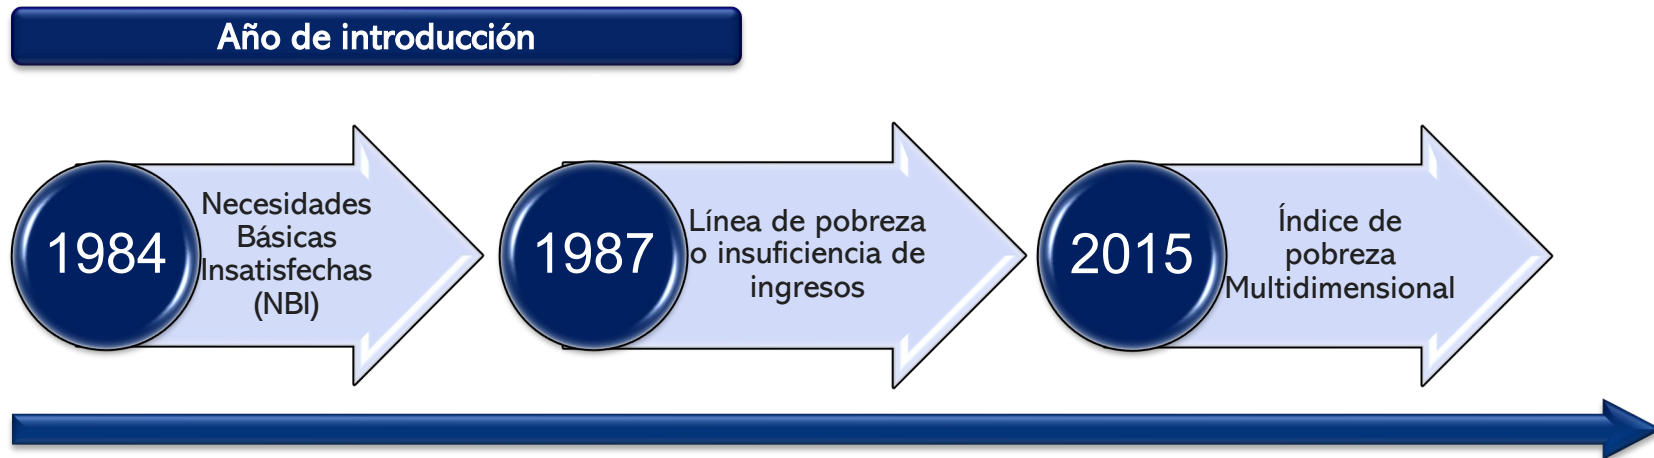 Año de introducción
1984
Necesidades
Básicas
Insatisfechas
(NBI)
1987
Línea de pobreza
o insuficiencia de
ingresos
2015
Índice de
pobreza
Multidimensional